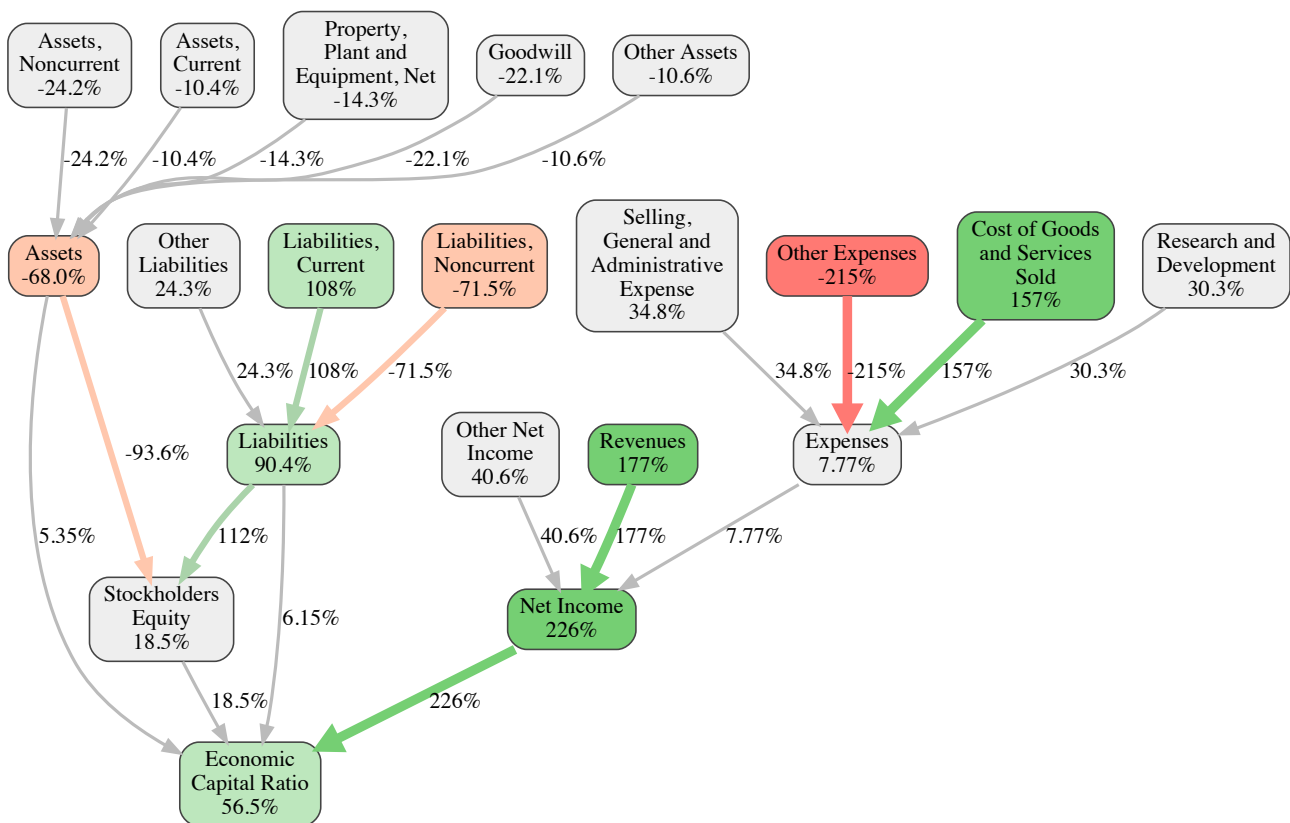 Assets,
Noncurrent
-24.2%
Assets,
Current
-10.4%
Property,
Plant and
Equipment, Net
-14.3%
Goodwill
-22.1%
Other Assets
-10.6%
-24.2%
-10.4%
-14.3%
-22.1%
-10.6%
Assets
-68.0%
Other
Liabilities
24.3%
Liabilities,
Current
108%
Liabilities,
Noncurrent
-71.5%
Selling,
General and
Administrative
Expense
34.8%
Other Expenses
-215%
Cost of Goods
and Services
Sold
157%
Research and
Development
30.3%
24.3%
108%
-71.5%
34.8%
-215%
157%
30.3%
-93.6%
Liabilities
90.4%
Other Net
Income
40.6%
Revenues
177%
Expenses
7.77%
5.35%
112%
40.6%
177%
7.77%
Stockholders
Equity
18.5%
6.15%
Net Income
226%
18.5%
226%
Economic
Capital Ratio
56.5%